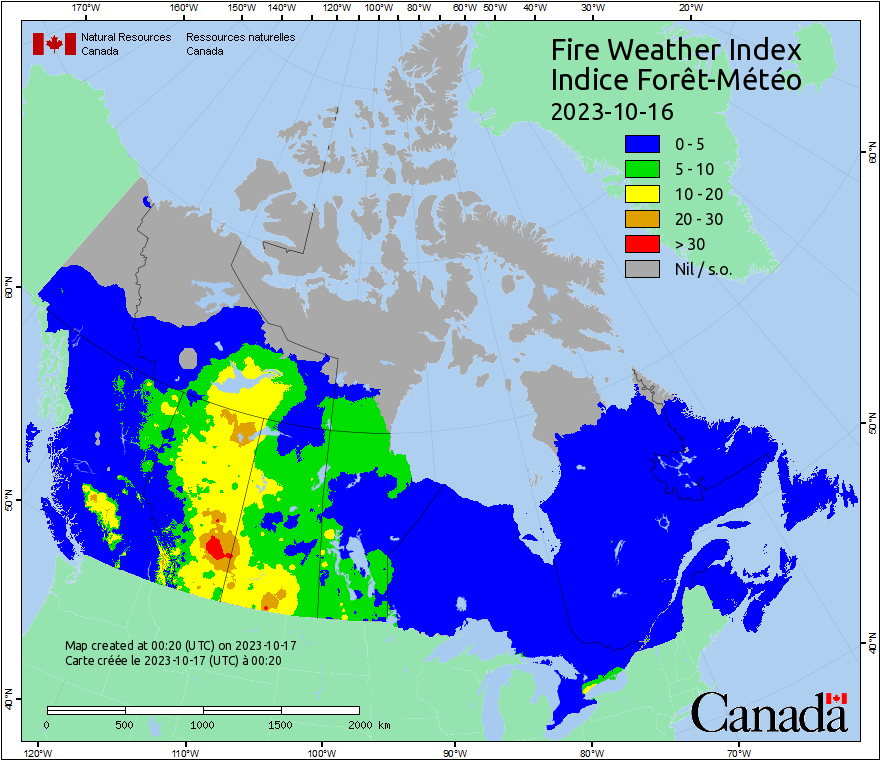 170°W 160°W 150°W 140°W 130°W 120°W 110°W 100°W 90°W 80°W 70°W 60°W 50°W 40°W 30°W 20°W
Natural Resources Canada
Ressources naturelles Canada
Fire Weather Index
Indice Forêt-Météo
2023-10-16
0 - 5
5 - 10
10 - 20
20 - 30
> 30
Nil / s.o.
60°N
60°N
50°N
50°N
40°N
40°N
Map created at 00:20 (UTC) on 2023-10-17
Carte créée le 2023-10-17 (UTC) à 00:20
0 500 1000 1500 2000 km
Canada
120°W 110°W 100°W 90°W 80°W 70°W